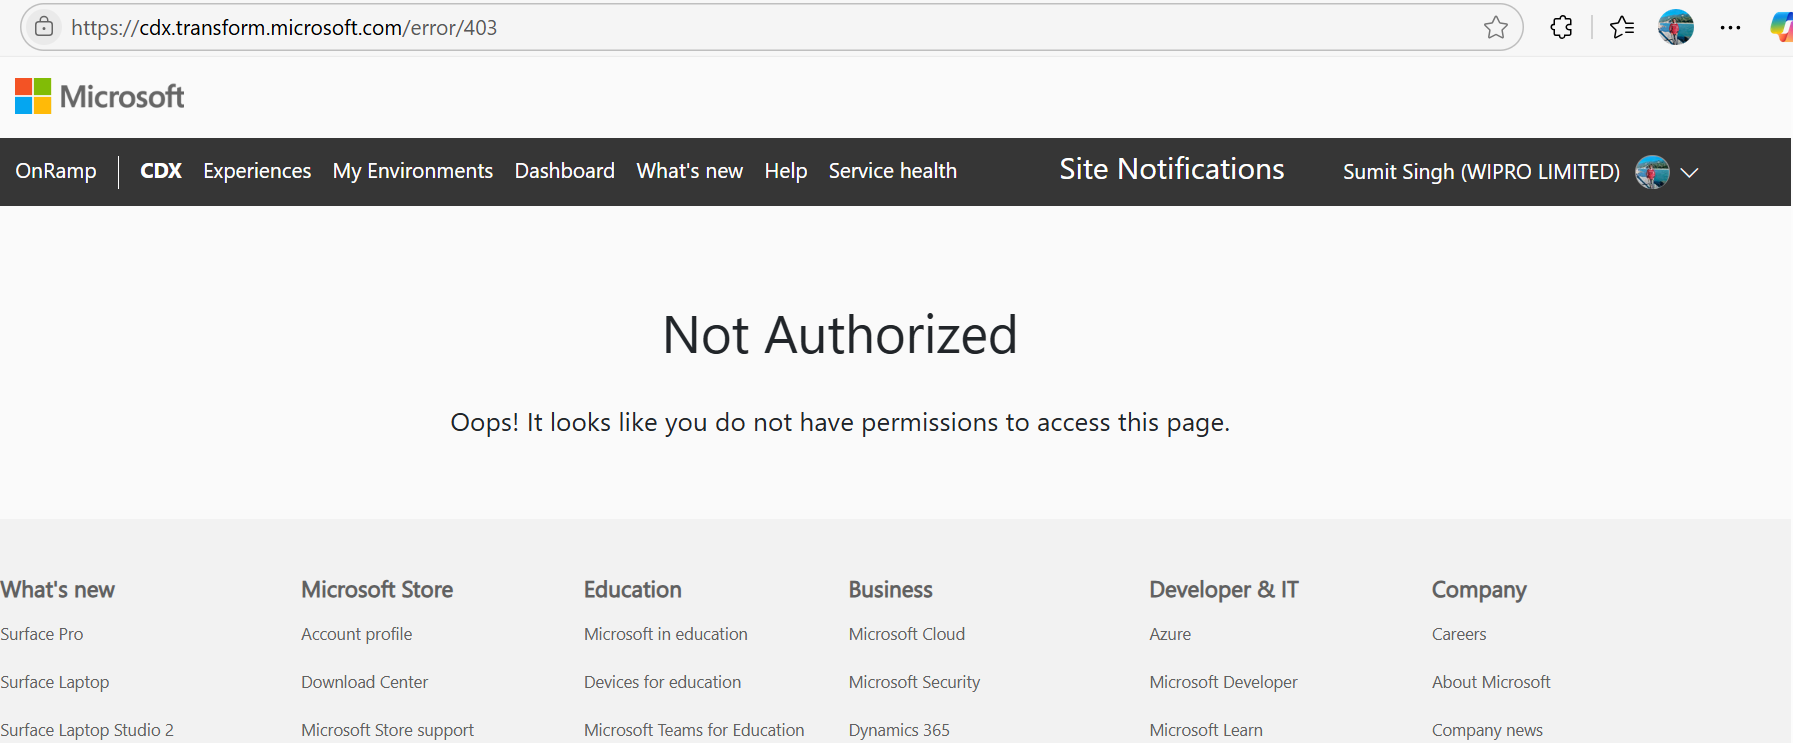 https://cdx.transform.microsoft.com/error/403
Microsoft
OnRamp CDX Experiences My Environments Dashboard What's new Help Service health Site Notifications Sumit Singh (WIPRO LIMITED)
Not Authorized
Oops! It looks like you do not have permissions to access this page.
What's new Microsoft Store Education Business Developer & IT Company
Surface Pro Account profile Microsoft in education Microsoft Cloud Azure Careers
Surface Laptop Download Center Devices for education Microsoft Security Microsoft Developer About Microsoft
Surface Laptop Studio 2 Microsoft Store support Microsoft Teams for Education Dynamics 365 Microsoft Learn Company news